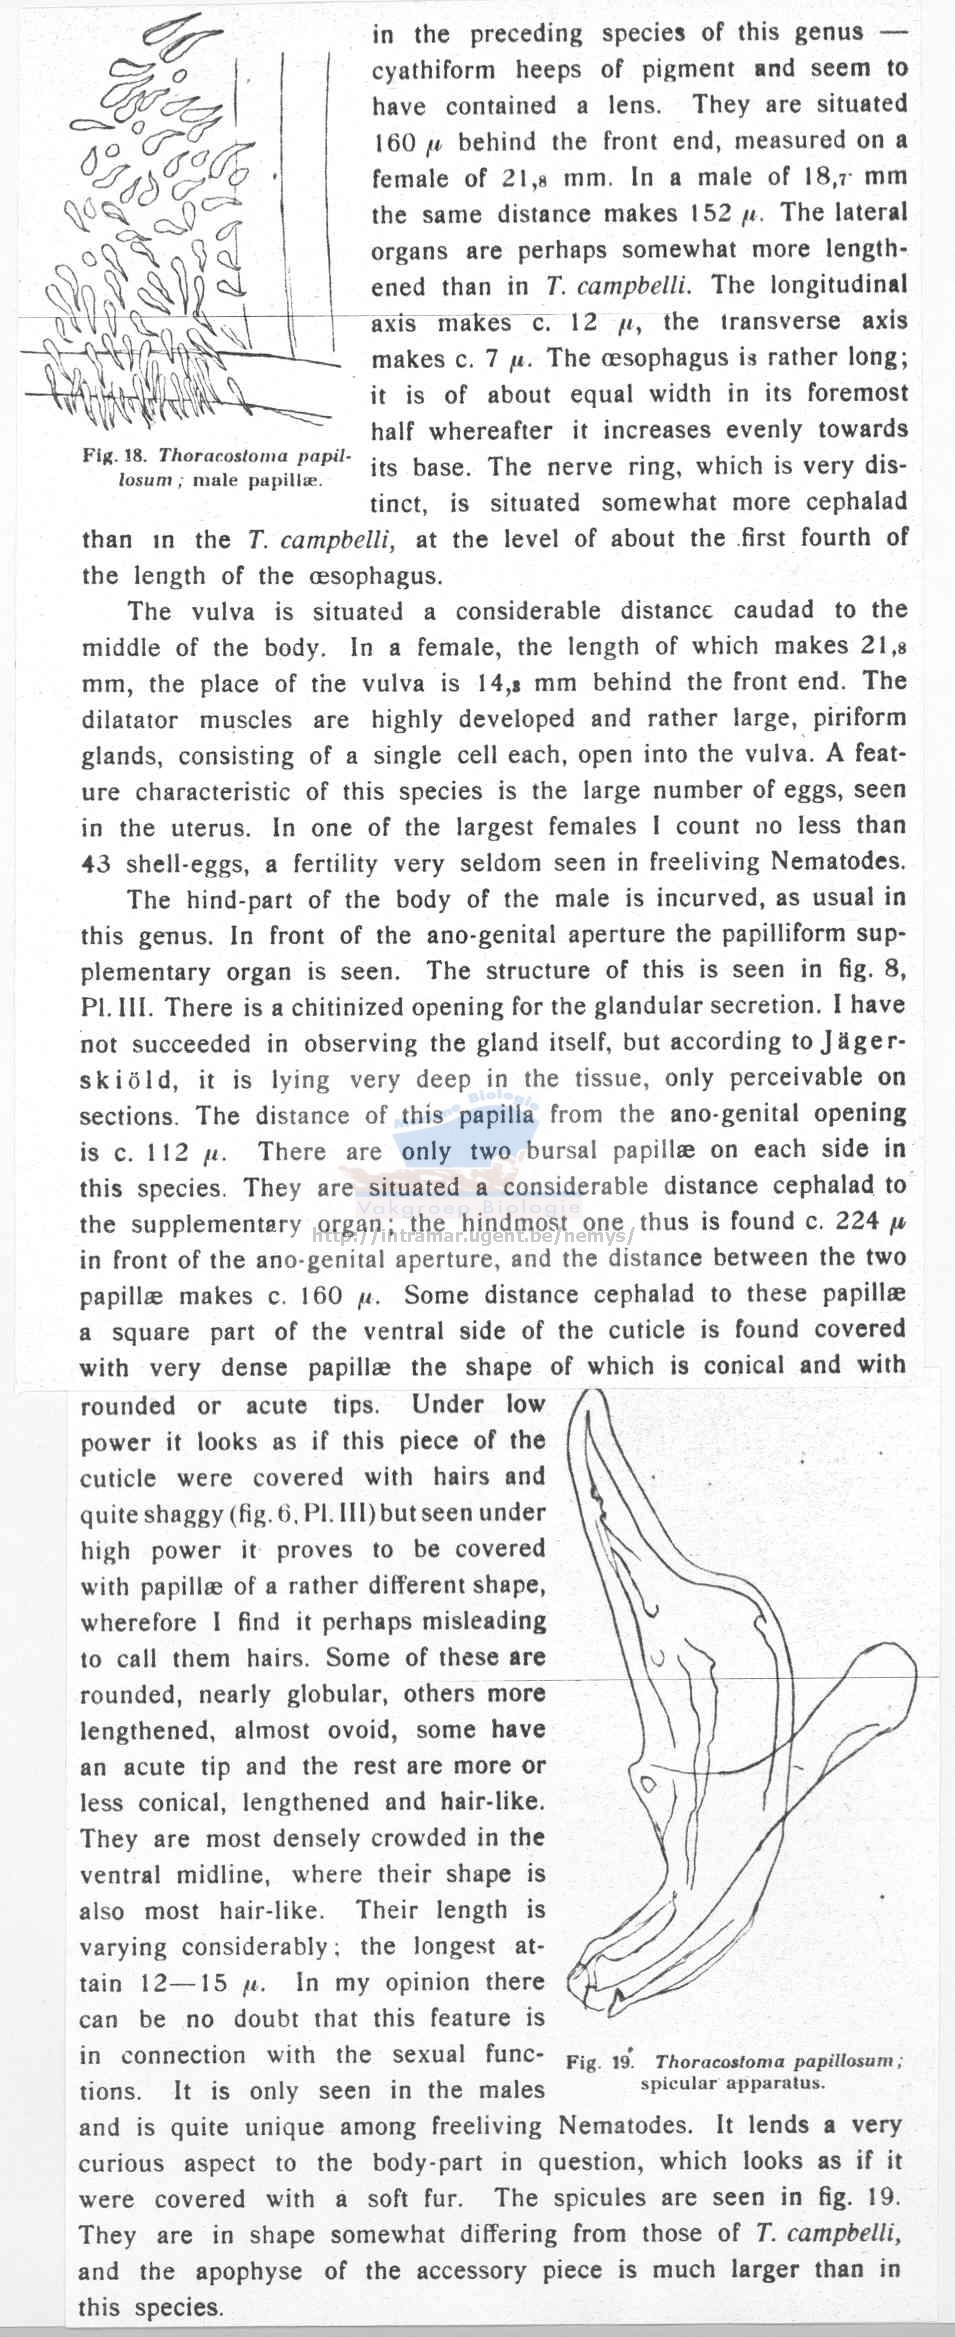 in the preceding species of this genus —
cyathiform heeps of pigment and seem to
have contained a lens. They are situated
160 μ behind the front end, measured on a
female of 21,8 mm. In a male of 18,7 mm
the same distance makes 152 μ. The lateral
organs are perhaps somewhat more length-
ened than in T. campbelli. The longitudinal
axis makes c. 12 μ, the transverse axis
makes c. 7 μ. The œsophagus is rather long;
it is of about equal width in its foremost
half whereafter it increases evenly towards
its base. The nerve ring, which is very dis-
tinct, is situated somewhat more cephalad
Fig. 18. Thoracostoma papil-
losum; male papillæ.
than in the T. campbelli, at the level of about the first fourth of
the length of the œsophagus.
The vulva is situated a considerable distance caudad to the
middle of the body. In a female, the length of which makes 21,8
mm, the place of the vulva is mm behind the front end. The
dilatator muscles are highly developed and rather large, piriform
glands, consisting of a single cell each, open into the vulva. A feat-
ure characteristic of this species is the large number of eggs, seen
in the uterus. In one of the largest females I count no less than
43 shell-eggs, a fertility very seldom seen in freeliving Nematodes.
The hind-part of the body of the male is incurved, as usual in
this genus. In front of the ano-genital aperture the papilliform sup-
plementary organ is seen. The structure of this is seen in fig. 8,
Pl. III. There is a chitinized opening for the glandular secretion. I have
not succeeded in observing the gland itself, but according to Jäger-
skiöld, it is lying very deep in the tissue, only perceivable on
sections. The distance of this papilla from the ano-genital opening
is c. 112 μ. There are only two bursal papillæ on each side in
this species. They are situated a considerable distance cephalad to
the supplementary organ; the hindmost one thus is found c. 224 μ
in front of the ano-genital aperture, and the distance between the two
papillæ makes c. 160 μ. Some distance cephalad to these papillæ
a square part of the ventral side of the cuticle is found covered
with very dense papillæ the shape of which is conical and with
rounded or acute tips. Under low
power it looks as if this piece of the
cuticle were covered with hairs and
quite shaggy (fig. 6, Pl. III) but seen under
high power it proves to be covered
with papillæ of a rather different shape,
wherefore I find it perhaps misleading
to call them hairs. Some of these are
rounded, nearly globular, others more
lengthened, almost ovoid, some have
an acute tip and the rest are more or
less conical, lengthened and hair-like.
They are most densely crowded in the
ventral midline, where their shape is
also most hair-like. Their length is
varying considerably; the longest at-
tain 12—15 μ. In my opinion there
can be no doubt that this feature is
in connection with the sexual func-
tions. It is only seen in the males
Fig. 19. Thoracostoma papillosum;
spicular apparatus.
and is quite unique among freeliving Nematodes. It lends a very
curious aspect to the body-part in question, which looks as if it
were covered with a soft fur. The spicules are seen in fig. 19.
They are in shape somewhat differing from those of T. campbelli,
and the apophyse of the accessory piece is much larger than in
this species.
Marine Biologie
Vakgroep Biologie
http://intramar.ugent.be/nemys/